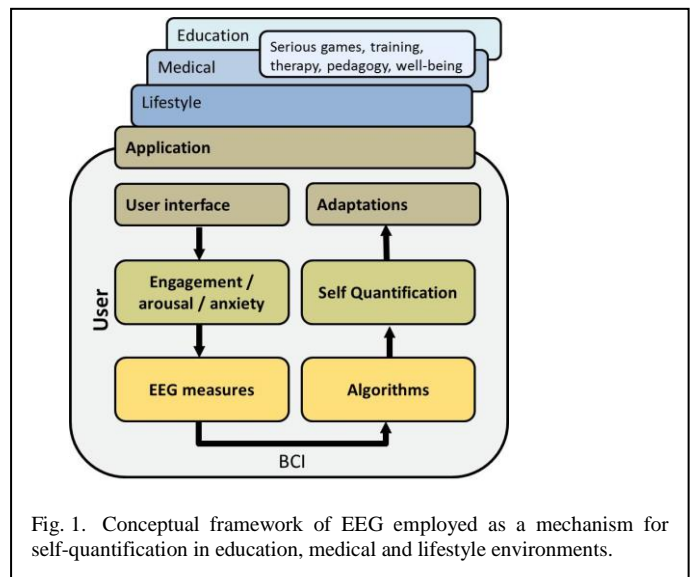 Education
Serious games, training,
therapy, pedagogy, well-being
Medical
Lifestyle
Application
User interface
Adaptations
Engagement /
arousal / anxiety
Self Quantification
User
EEG measures
Algorithms
BCI
Fig. 1. Conceptual framework of EEG employed as a mechanism for
self-quantification in education, medical and lifestyle environments.